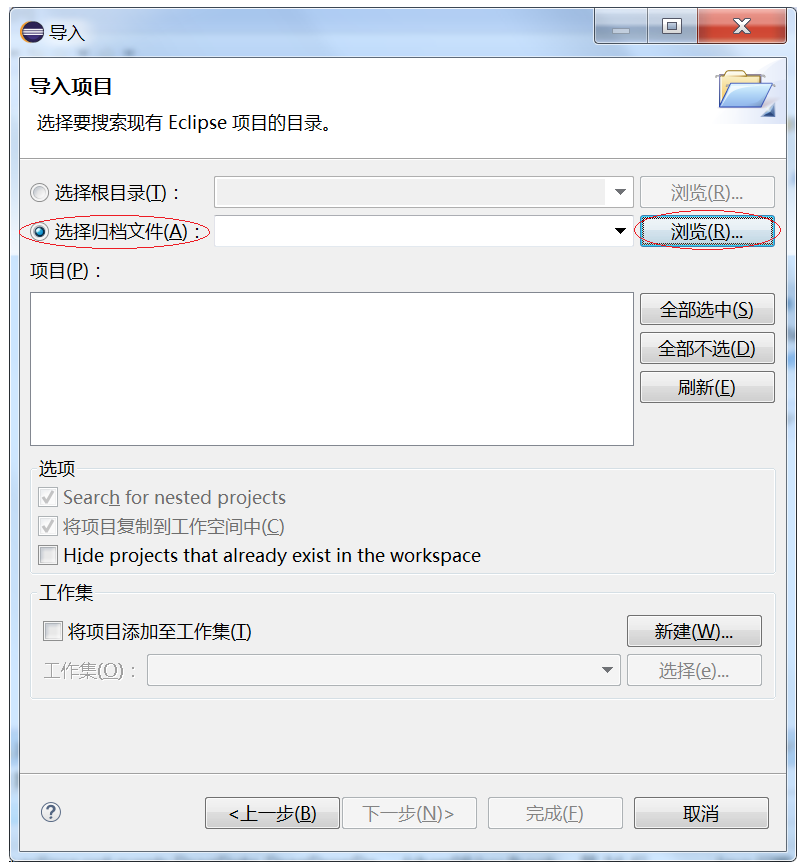 导入
导入项目
选择要搜索现有 Eclipse 项目的目录。
选择根目录(T)： 浏览(R)...
选择归档文件(A)： 浏览(R)...
项目(P)：
全部选中(S)
全部不选(D)
刷新(E)
选项
Search for nested projects
将项目复制到工作空间中(C)
Hide projects that already exist in the workspace
工作集
将项目添加至工作集(T) 新建(W)...
工作集(O)： 选择(e)...
<上一步(B) 下一步(N)> 完成(F) 取消